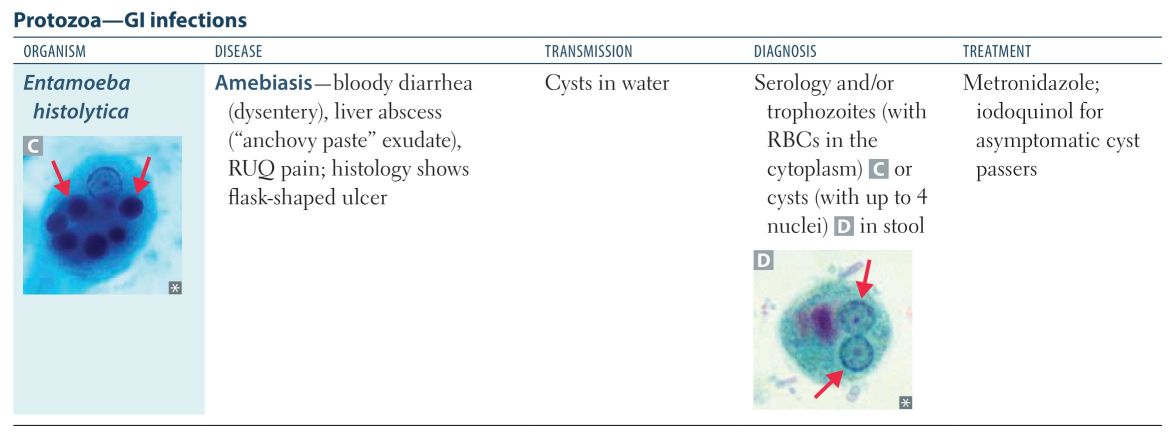 Protozoa—GI infections
ORGANISM DISEASE TRANSMISSION DIAGNOSIS TREATMENT
Entamoeba
histolytica
C
*
Amebiasis—bloody diarrhea
(dysentery), liver abscess
(“anchovy paste” exudate),
RUQ pain; histology shows
flask-shaped ulcer
Cysts in water
Serology and/or
trophozoites (with
RBCs in the
cytoplasm) C or
cysts (with up to 4
nuclei) D in stool
D
*
Metronidazole;
iodoquinol for
asymptomatic cyst
passers